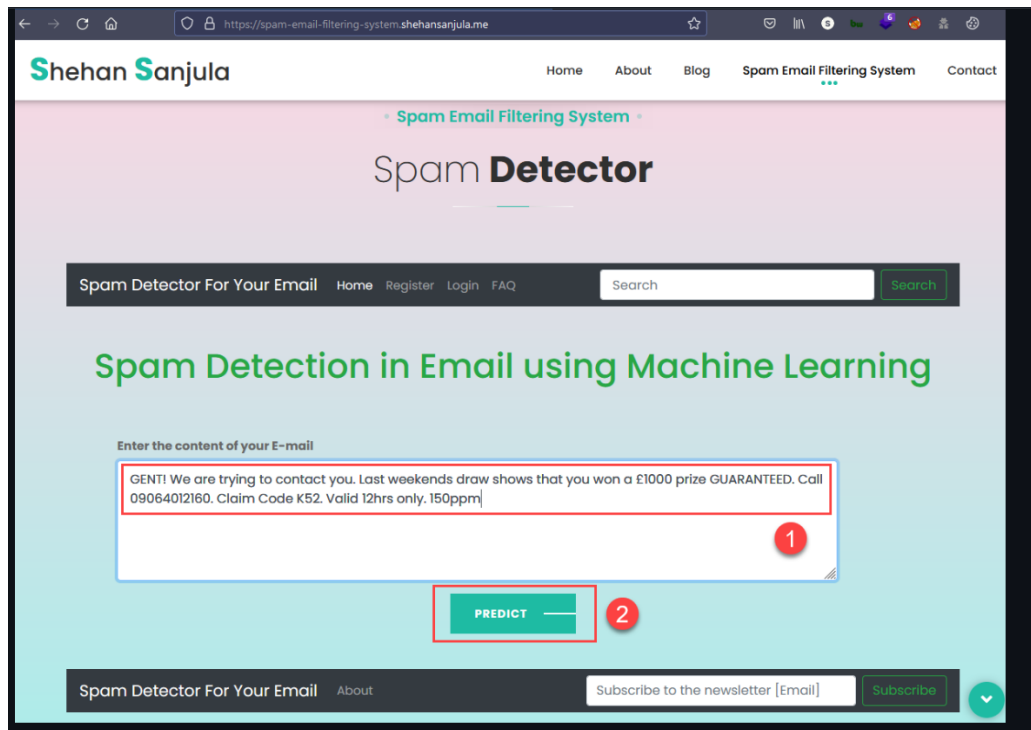 https://spam-email-filtering-system.shehansanjula.me
S
6
Shehan Sanjula
Home About Blog Spam Email Filtering System Contact
Spam Email Filtering System
Spam Detector
Spam Detector For Your Email Home Register Login FAQ Search Search
Spam Detection in Email using Machine Learning
Enter the content of your E-mail
GENT! We are trying to contact you. Last weekends draw shows that you won a £1000 prize GUARANTEED. Call
09064012160. Claim Code K52. Valid 12hrs only. 150ppm
1
PREDICT
2
Spam Detector For Your Email About Subscribe to the newsletter [Email] Subscribe